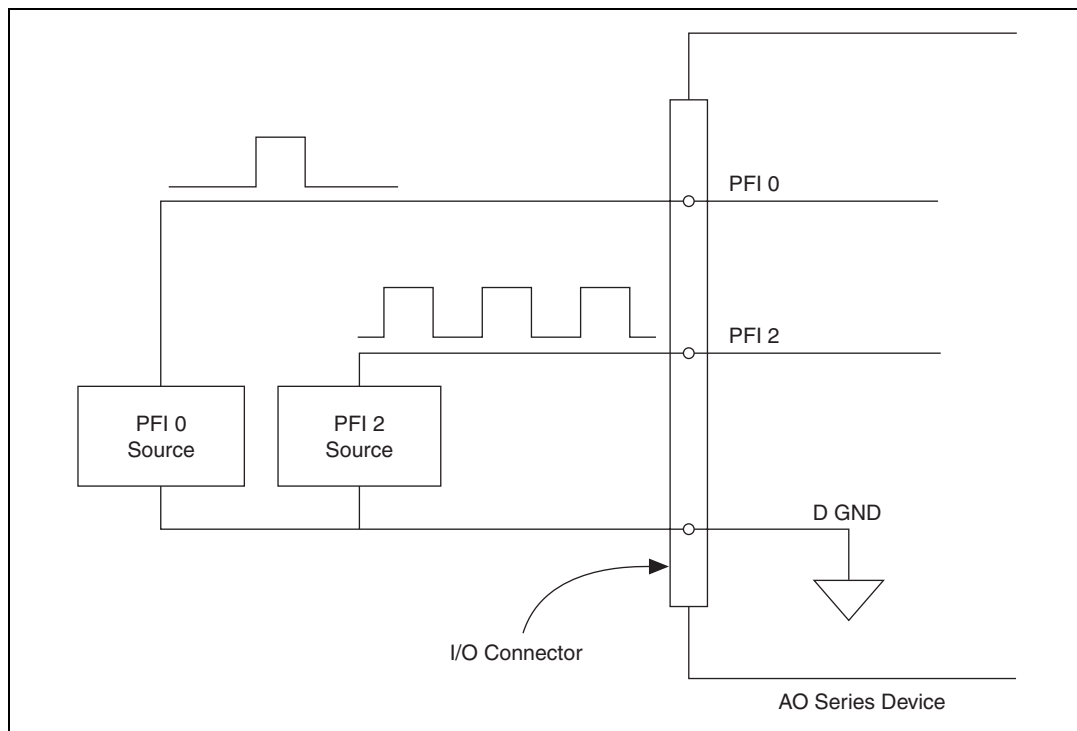 PFI 0
PFI 2
PFI 0
Source
PFI 2
Source
D GND
I/O Connector
AO Series Device